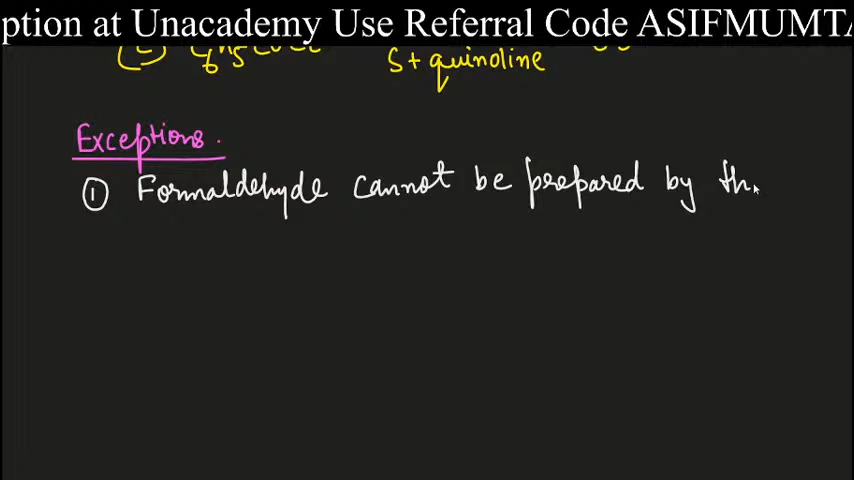 ption at Unacademy Use Referral Code ASIFMUMTA
S+ quinoline
Exceptions.
① Formaldehyde cannot be prepared by th